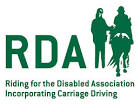 RDA
Riding for the Disabled Association
Incorporating Carriage Driving